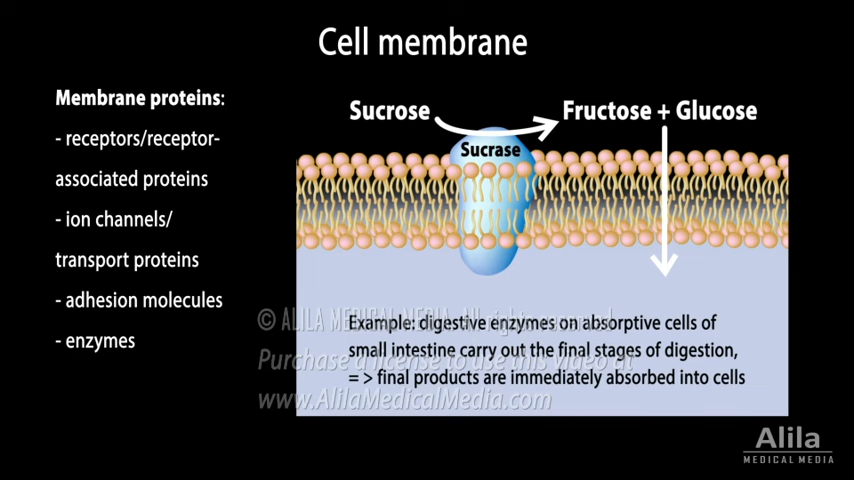 Cell membrane
Membrane proteins:
- receptors/receptor-
associated proteins
- ion channels/
transport proteins
- adhesion molecules
- enzymes
Sucrose
Fructose + Glucose
Sucrase
Example: digestive enzymes on absorptive cells of
small intestine carry out the final stages of digestion,
= > final products are immediately absorbed into cells
© ALILA MEDICAL MEDIA. All rights reserved.
Purchase a license to use this video at
www.AlilaMedicalMedia.com
Alila
MEDICAL MEDIA